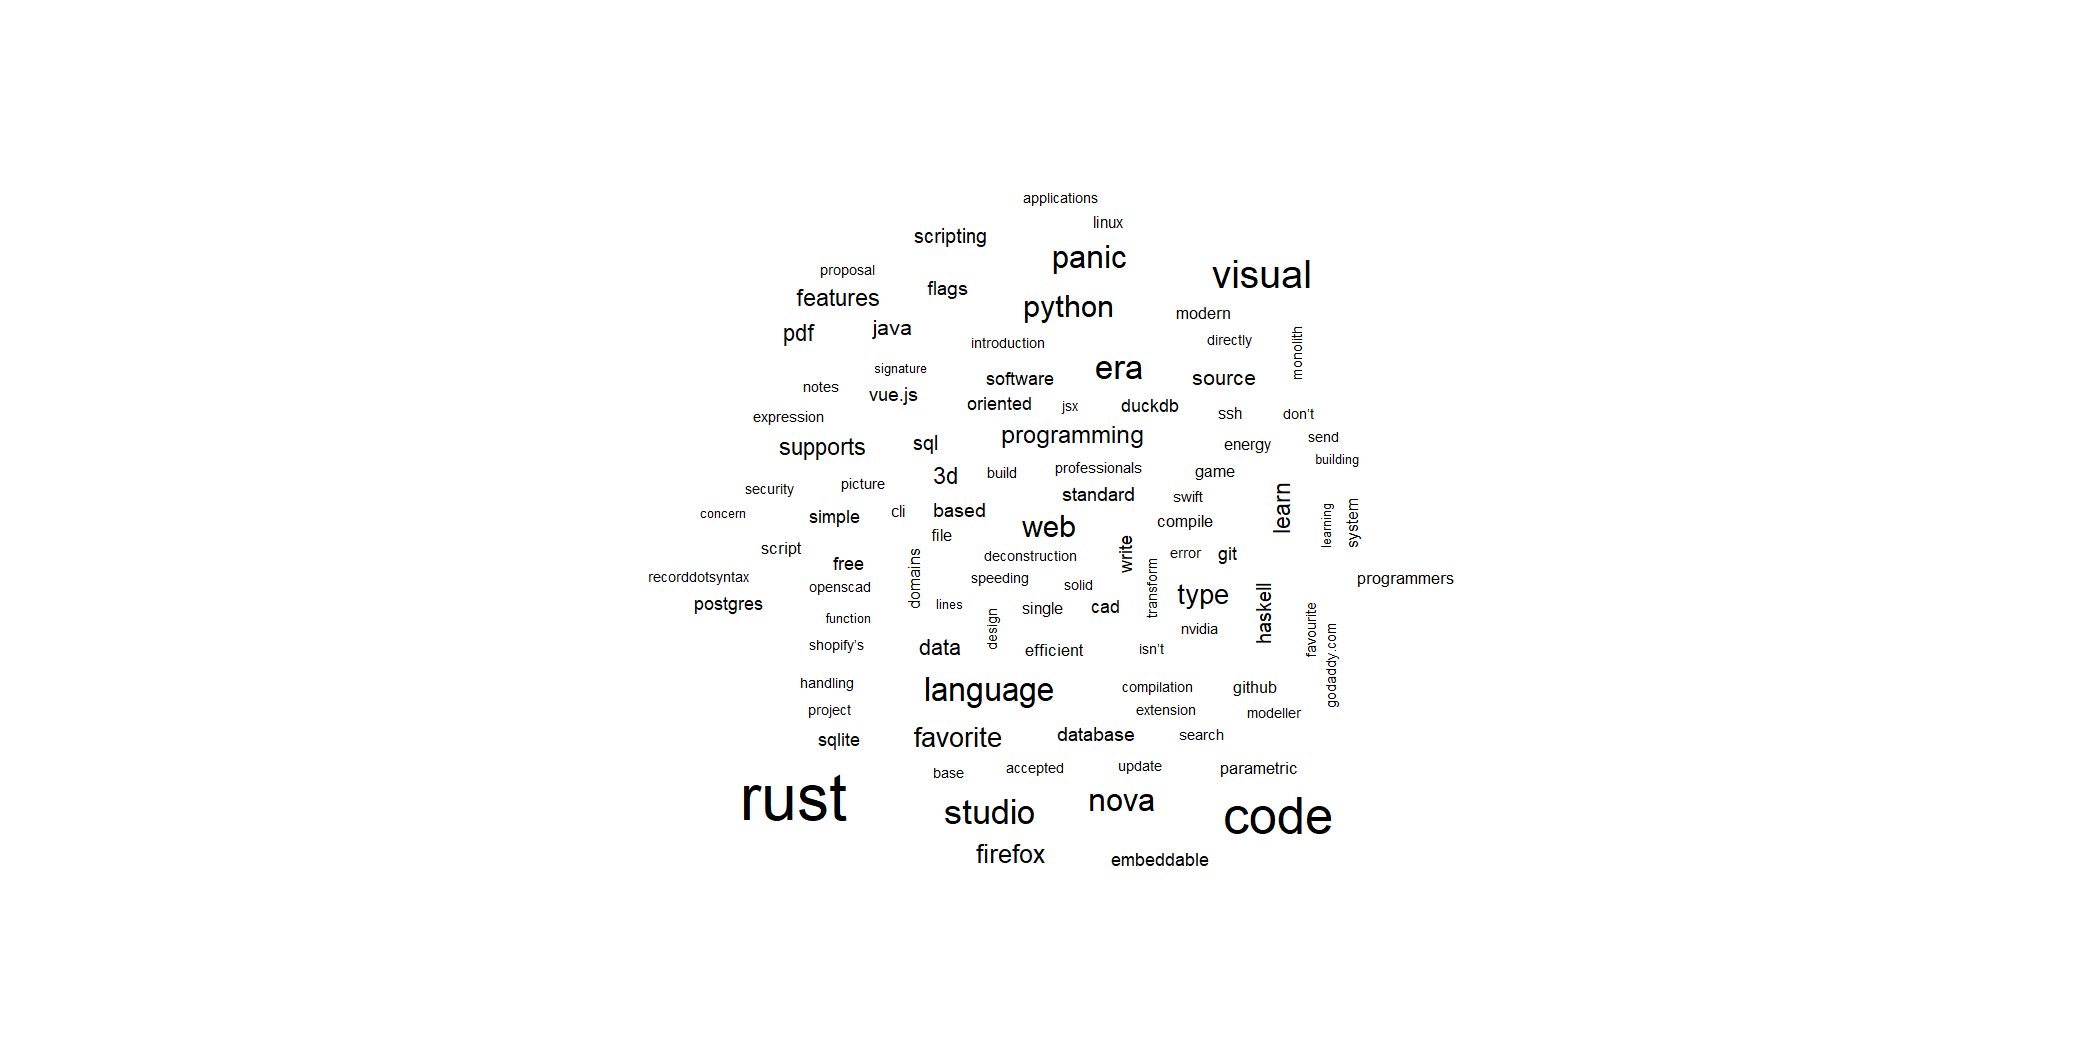 applications
linux
scripting
panic
proposal
visual
features
flags
python
modern
pdf
java
introduction
directly
monolith
signature
era
software
source
notes
vue.js
oriented
jsx
duckdb
ssh
don't
expression
programming
supports
sql
energy
send
building
3d
build
professionals
game
security
picture
standard
swift
learn
concern
simple
cli
based
web
compile
learning
system
file
script
free
domains
deconstruction
write
error
git
recorddotsyntax
openscad
speeding
solid
transform
type
haskell
programmers
postgres
lines
single
cad
function
design
nvidia
favourite
shopify's
data
efficient
isn't
godaddy.com
handling
language
compilation
github
project
extension
modeller
sqlite
favorite
database
search
base
accepted
update
parametric
rust
studio
nova
code
firefox
embeddable